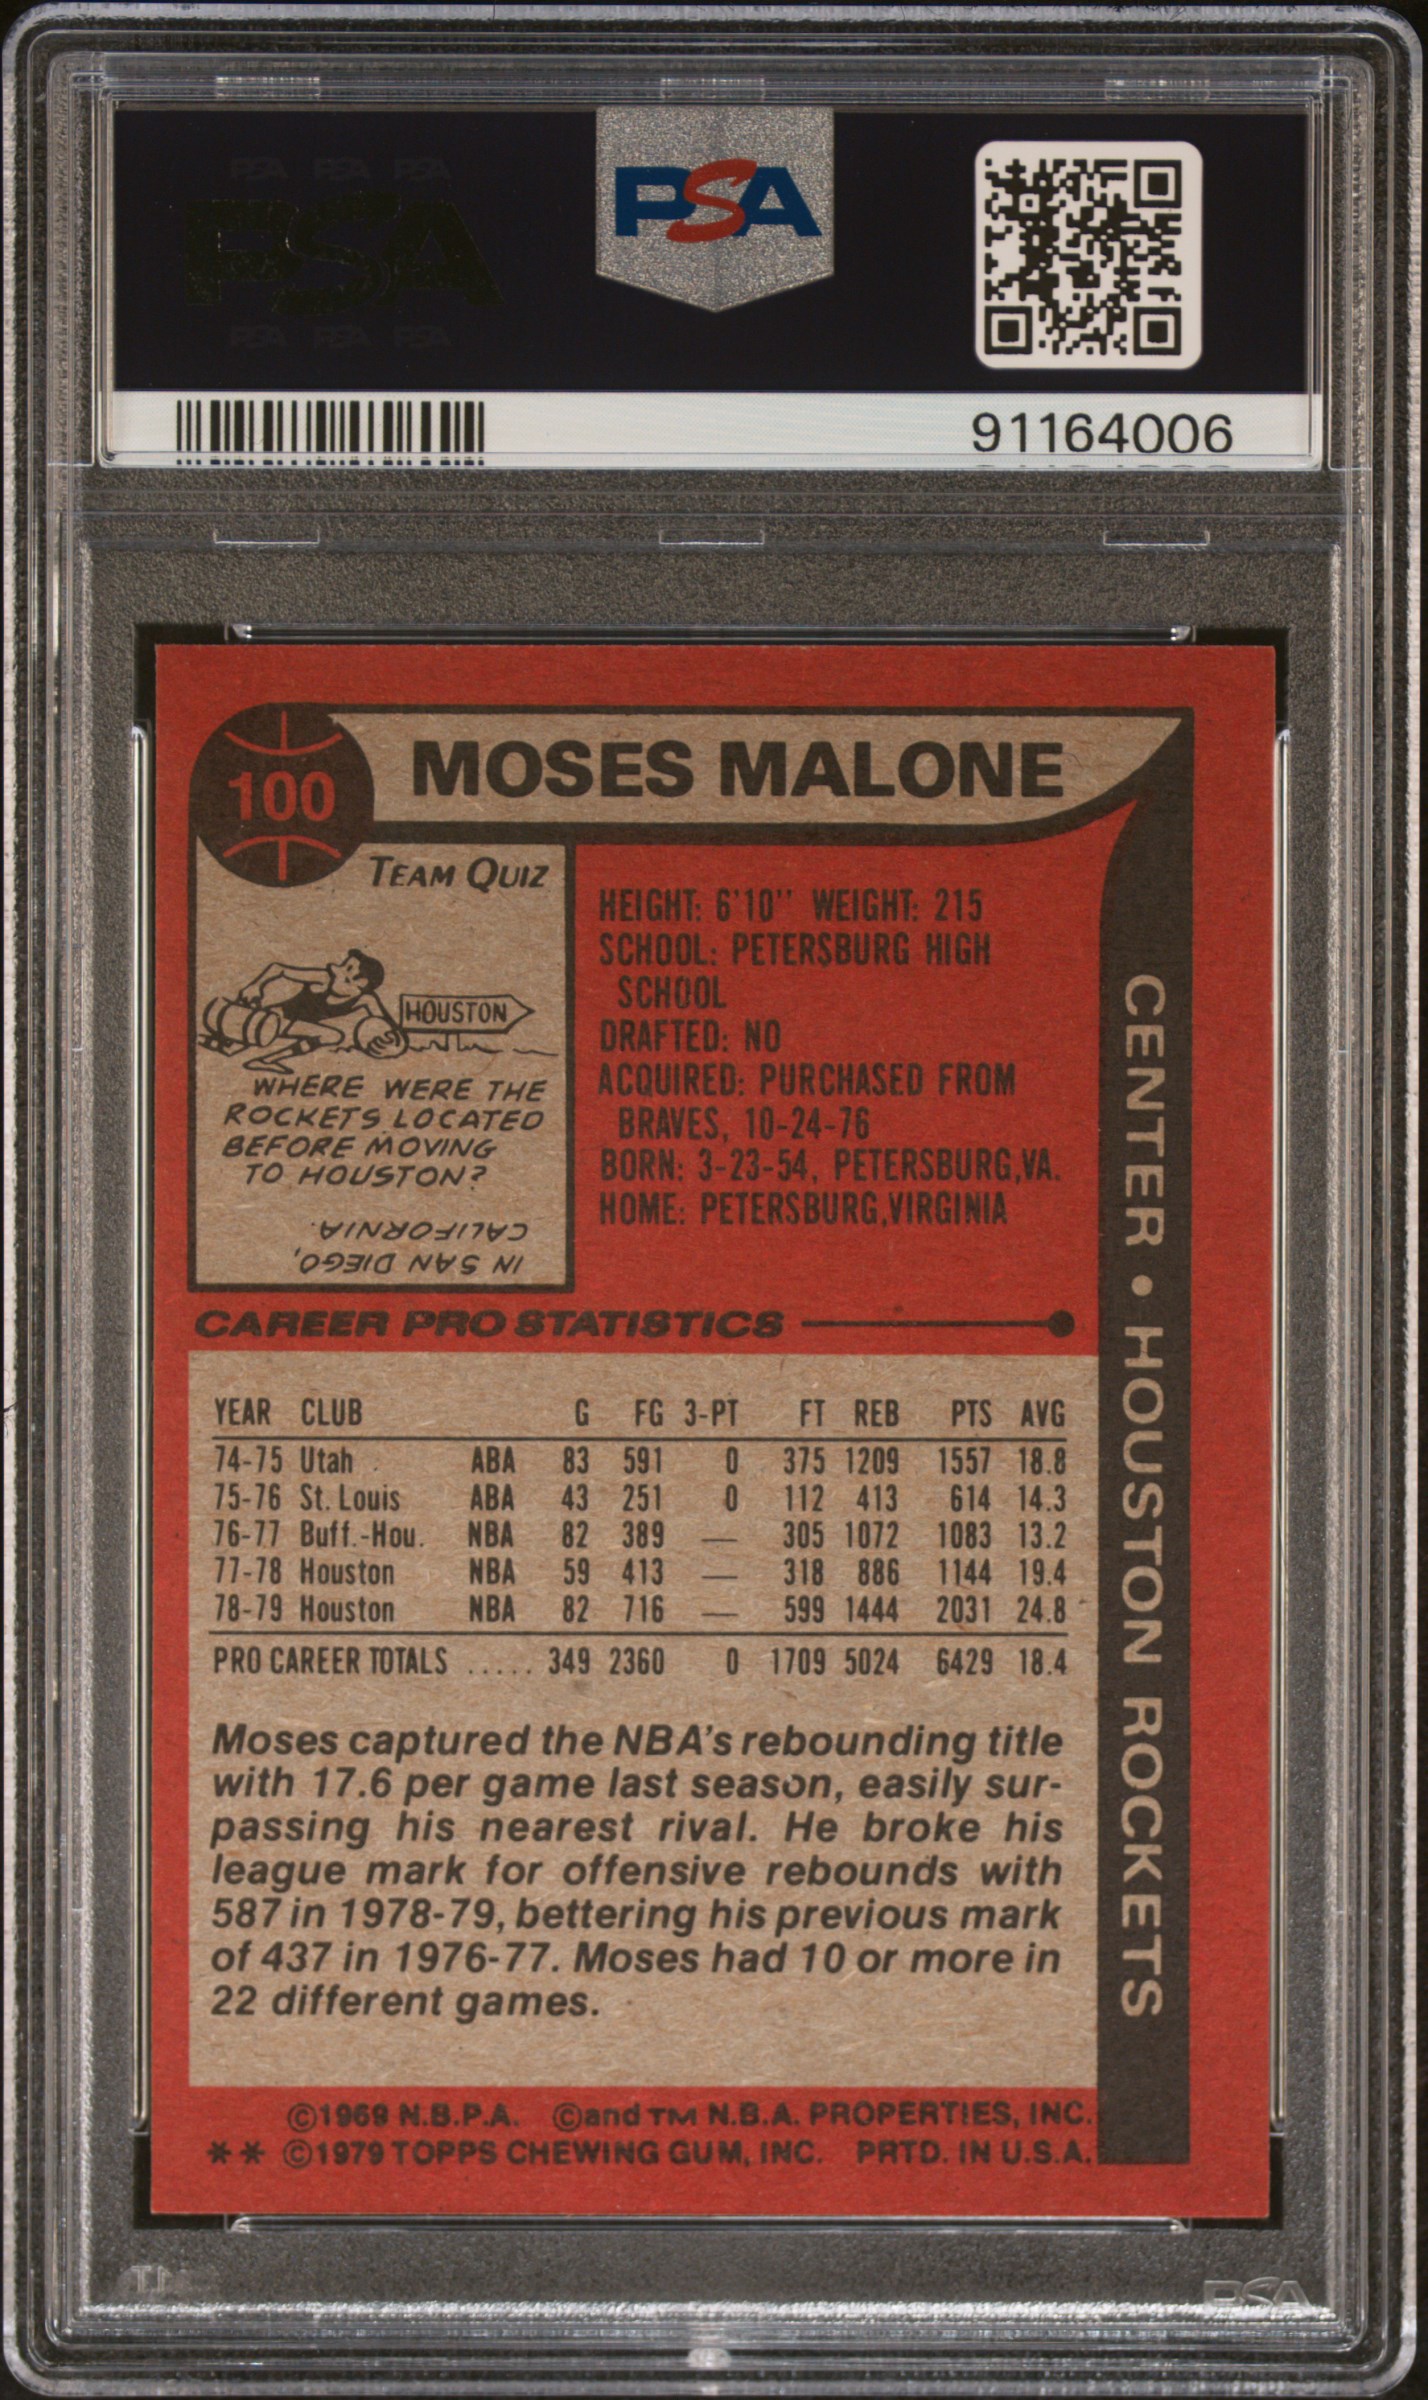 PSA PSA PSA
PSA
PSA PSA PSA
PSA
91164006
100
MOSES MALONE
TEAM QUIZ
HOUSTON
WHERE WERE THE
ROCKETS LOCATED
BEFORE MOVING
TO HOUSTON?
IN SAN DIEGO,
CALIFORNIA.
HEIGHT: 6'10" WEIGHT: 215
SCHOOL: PETERSBURG HIGH
SCHOOL
DRAFTED: NO
ACQUIRED: PURCHASED FROM
BRAVES, 10-24-76
BORN: 3-23-54, PETERSBURG, VA.
HOME: PETERSBURG, VIRGINIA
CENTER • HOUSTON ROCKETS
CAREER PRO STATISTICS
YEAR CLUB G FG 3-PT FT REB PTS AVG
74-75 Utah ABA 83 591 0 375 1209 1557 18.8
75-76 St. Louis ABA 43 251 0 112 413 614 14.3
76-77 Buff.-Hou. NBA 82 389 — 305 1072 1083 13.2
77-78 Houston NBA 59 413 — 318 886 1144 19.4
78-79 Houston NBA 82 716 — 599 1444 2031 24.8
PRO CAREER TOTALS ..... 349 2360 0 1709 5024 6429 18.4
Moses captured the NBA's rebounding title
with 17.6 per game last season, easily sur-
passing his nearest rival. He broke his
league mark for offensive rebounds with
587 in 1978-79, bettering his previous mark
of 437 in 1976-77. Moses had 10 or more in
22 different games.
©1969 N.B.P.A. ©and TM N.B.A. PROPERTIES, INC.
** ©1979 TOPPS CHEWING GUM, INC. PRTD. IN U.S.A.
PSA